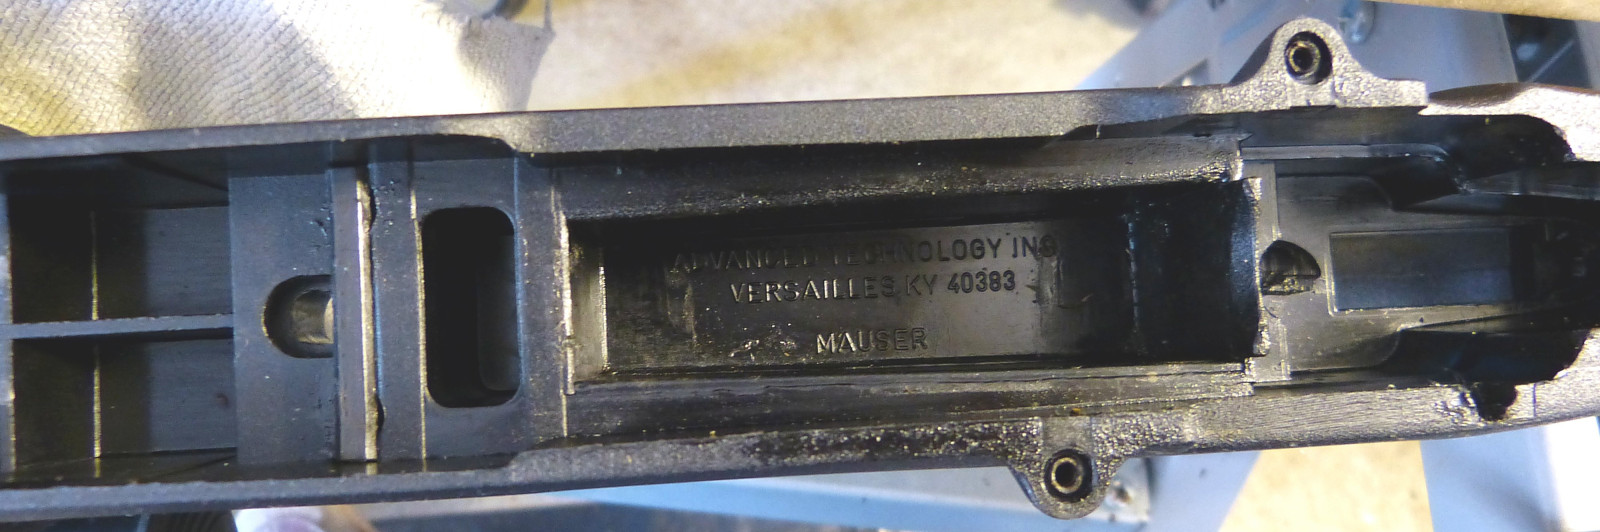 ADVANCED TECHNOLOGY INC
VERSAILLES KY 40383
MAUSER